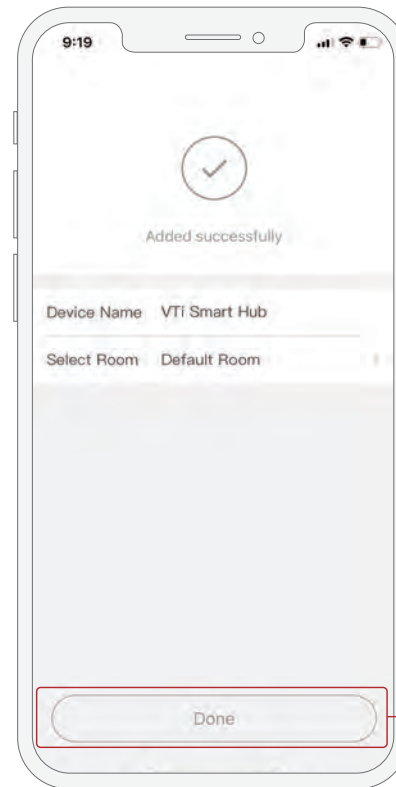 9:19
Added successfully
Device Name VTi Smart Hub
Select Room Default Room
Done